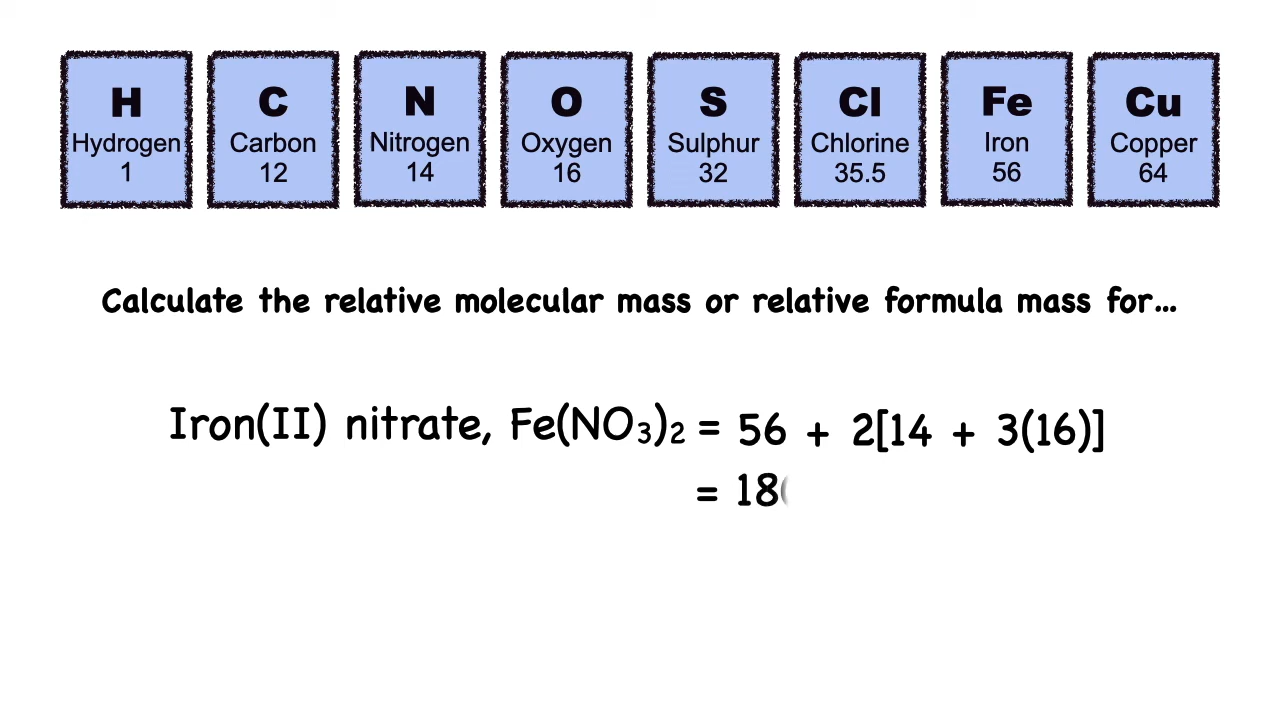 H C N O S Cl Fe Cu
Hydrogen Carbon Nitrogen Oxygen Sulphur Chlorine Iron Copper
1 12 14 16 32 35.5 56 64
Calculate the relative molecular mass or relative formula mass for...
Iron(II) nitrate, Fe(NO₃)₂ = 56 + 2[14 + 3(16)]
= 18